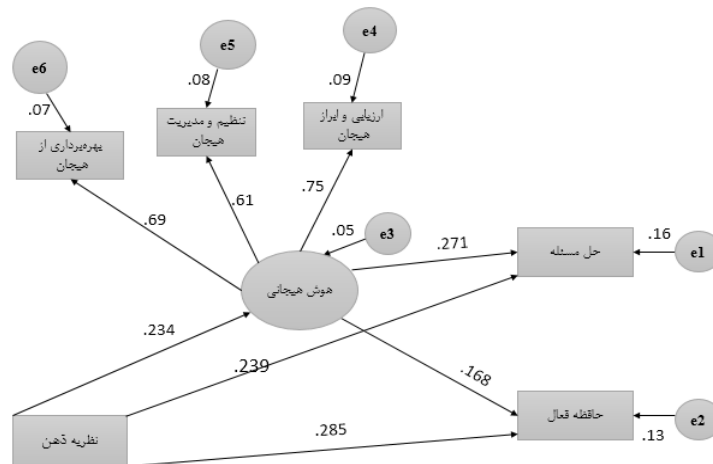 e4
e5
e6
.09
.08
.07
ارزیابی و ابراز
هیجان
تنظیم و مدیریت
هیجان
بهره‌برداری از
هیجان
.75
.61
.69
.05
e3
.271
.16
e1
حل مسئله
هوش هیجانی
.234
.239
.168
حافظه فعال
e2
.13
.285
نظریه ذهن